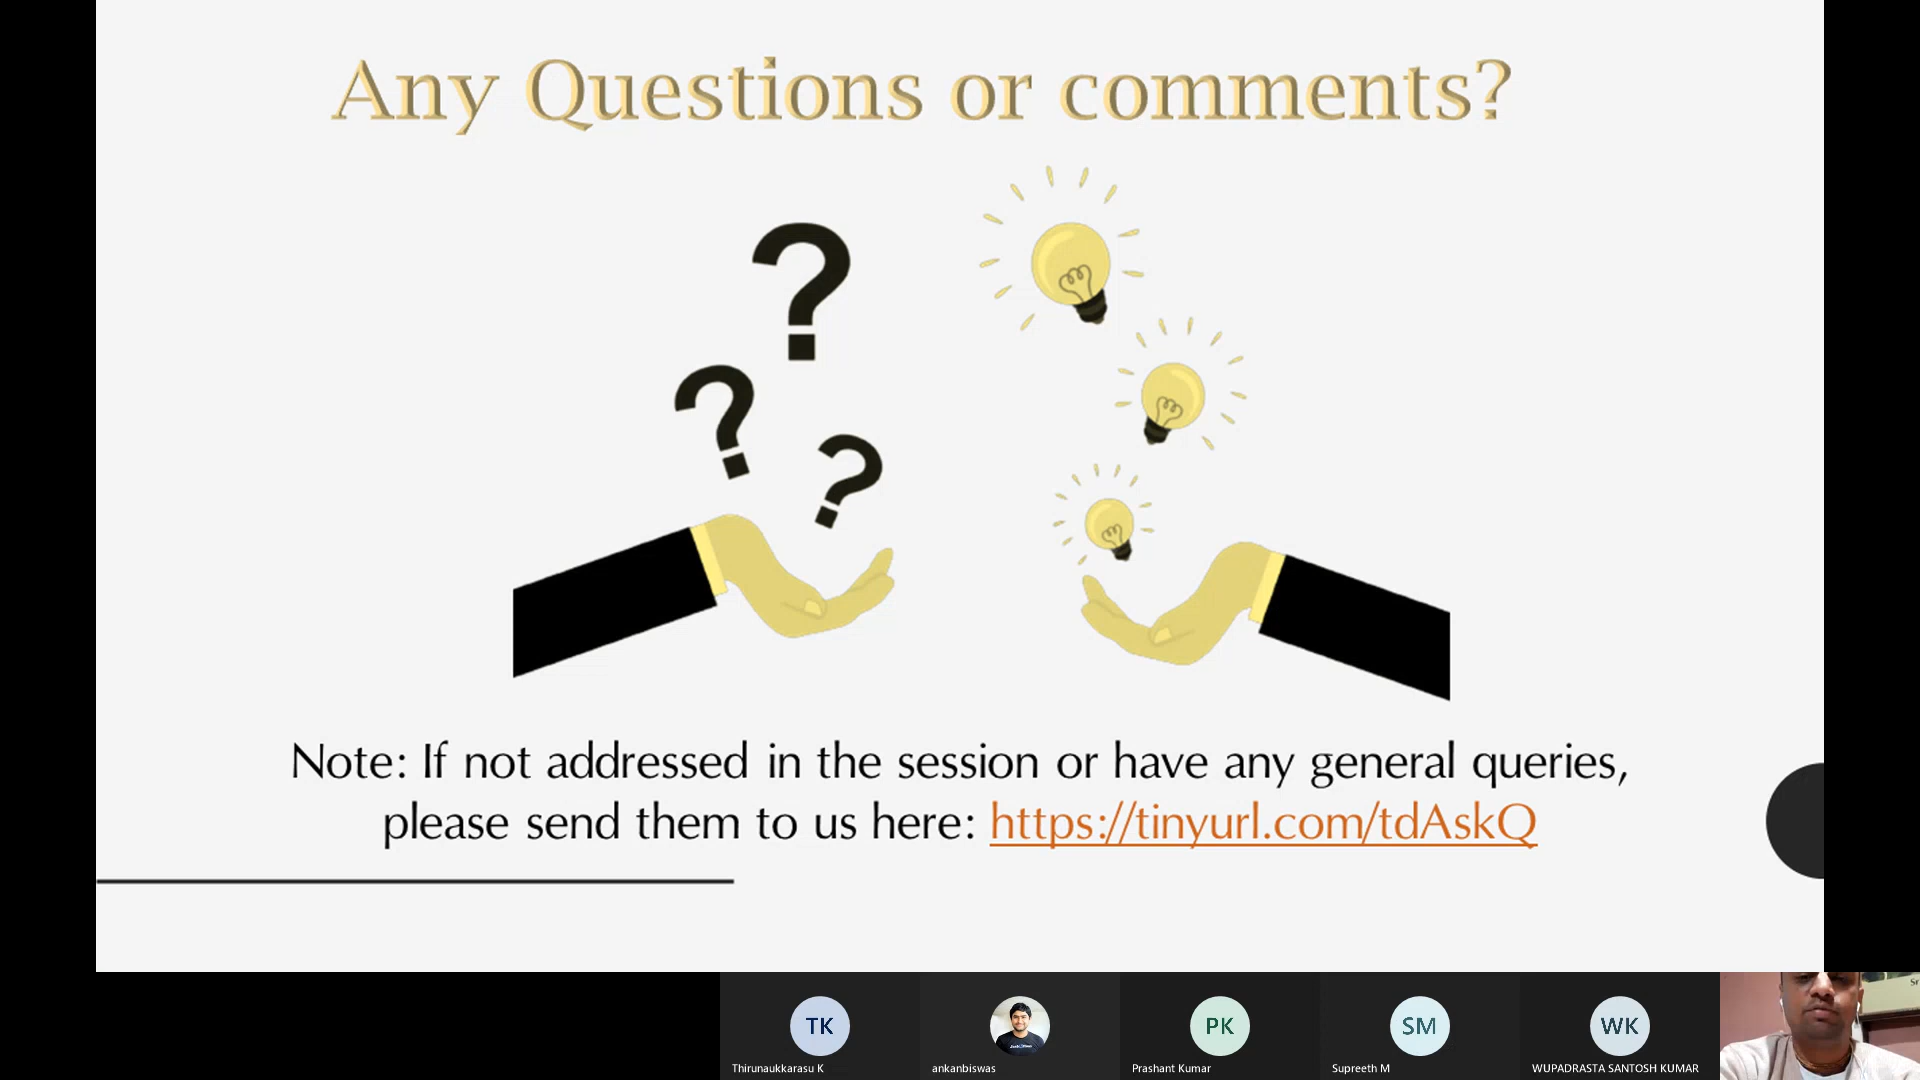 Any Questions or comments?
Note: If not addressed in the session or have any general queries,
please send them to us here: https://tinyurl.com/tdAskQ
TK
PK
SM
WK
Thirunaukkarasu K
ankanbiswas
Prashant Kumar
Supreeth M
WUPADRASTA SANTOSH KUMAR